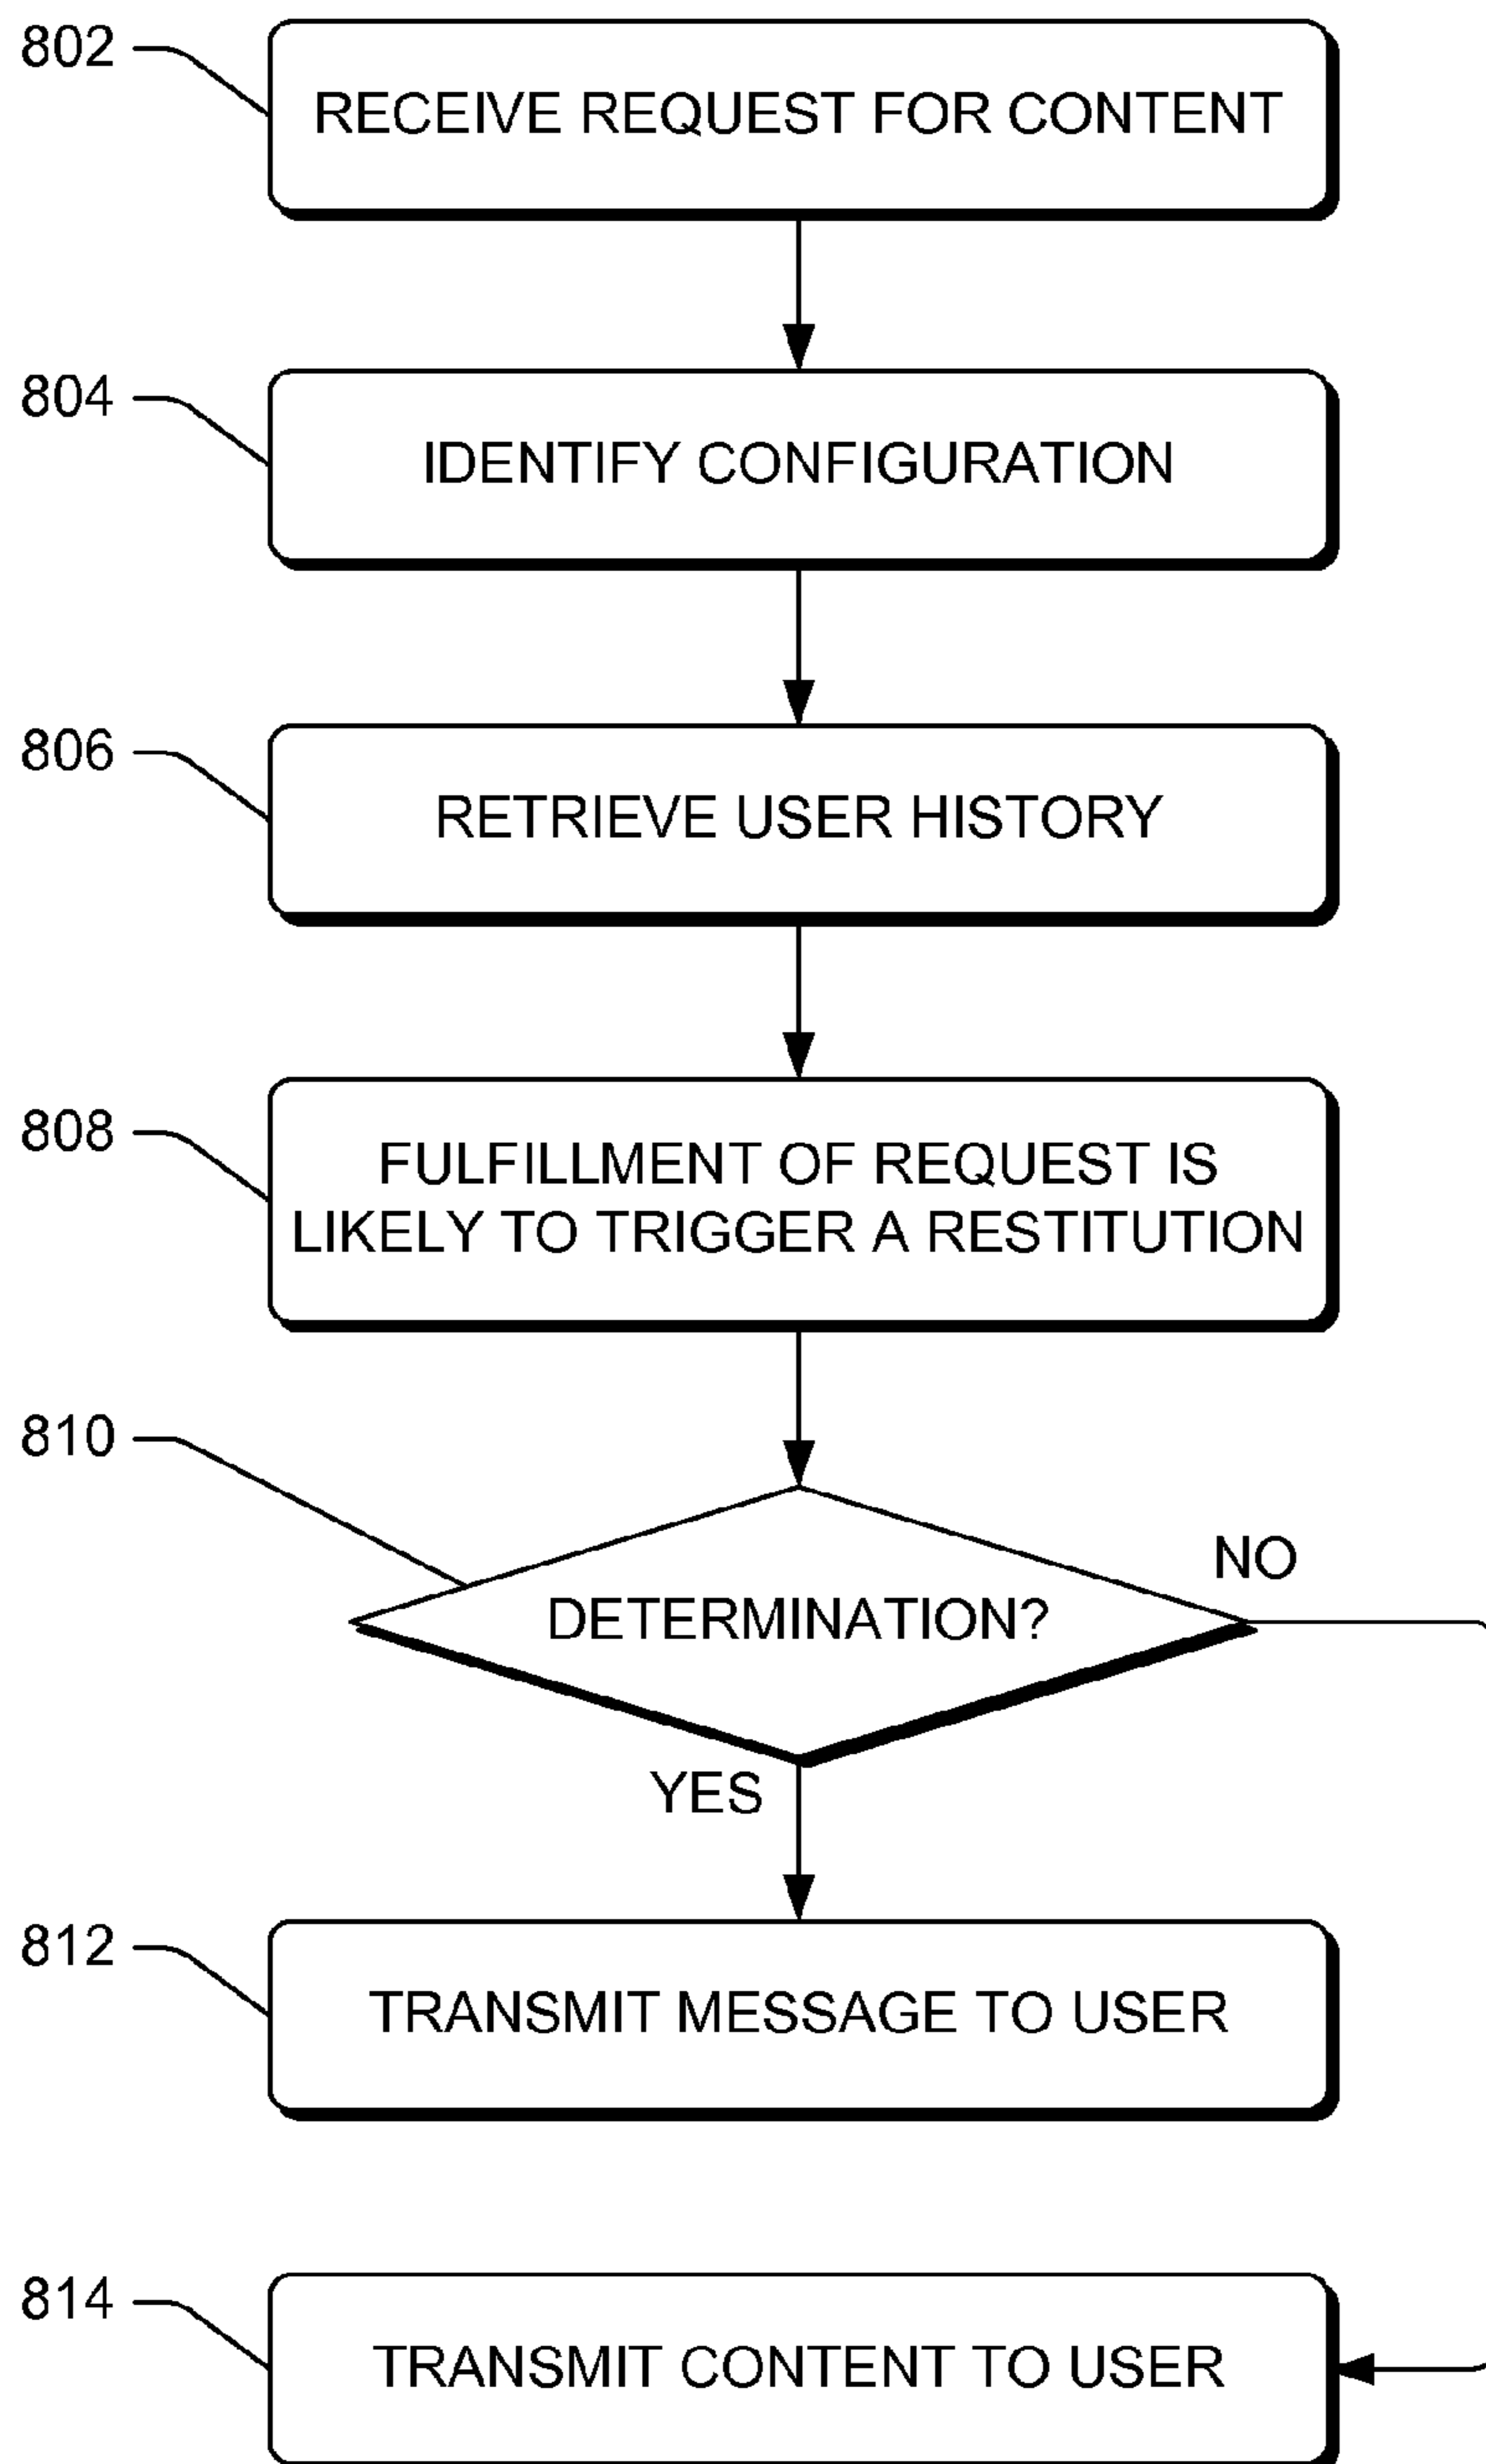 802
RECEIVE REQUEST FOR CONTENT
804
IDENTIFY CONFIGURATION
806
RETRIEVE USER HISTORY
808
FULFILLMENT OF REQUEST IS
LIKELY TO TRIGGER A RESTITUTION
810
DETERMINATION?
NO
YES
812
TRANSMIT MESSAGE TO USER
814
TRANSMIT CONTENT TO USER